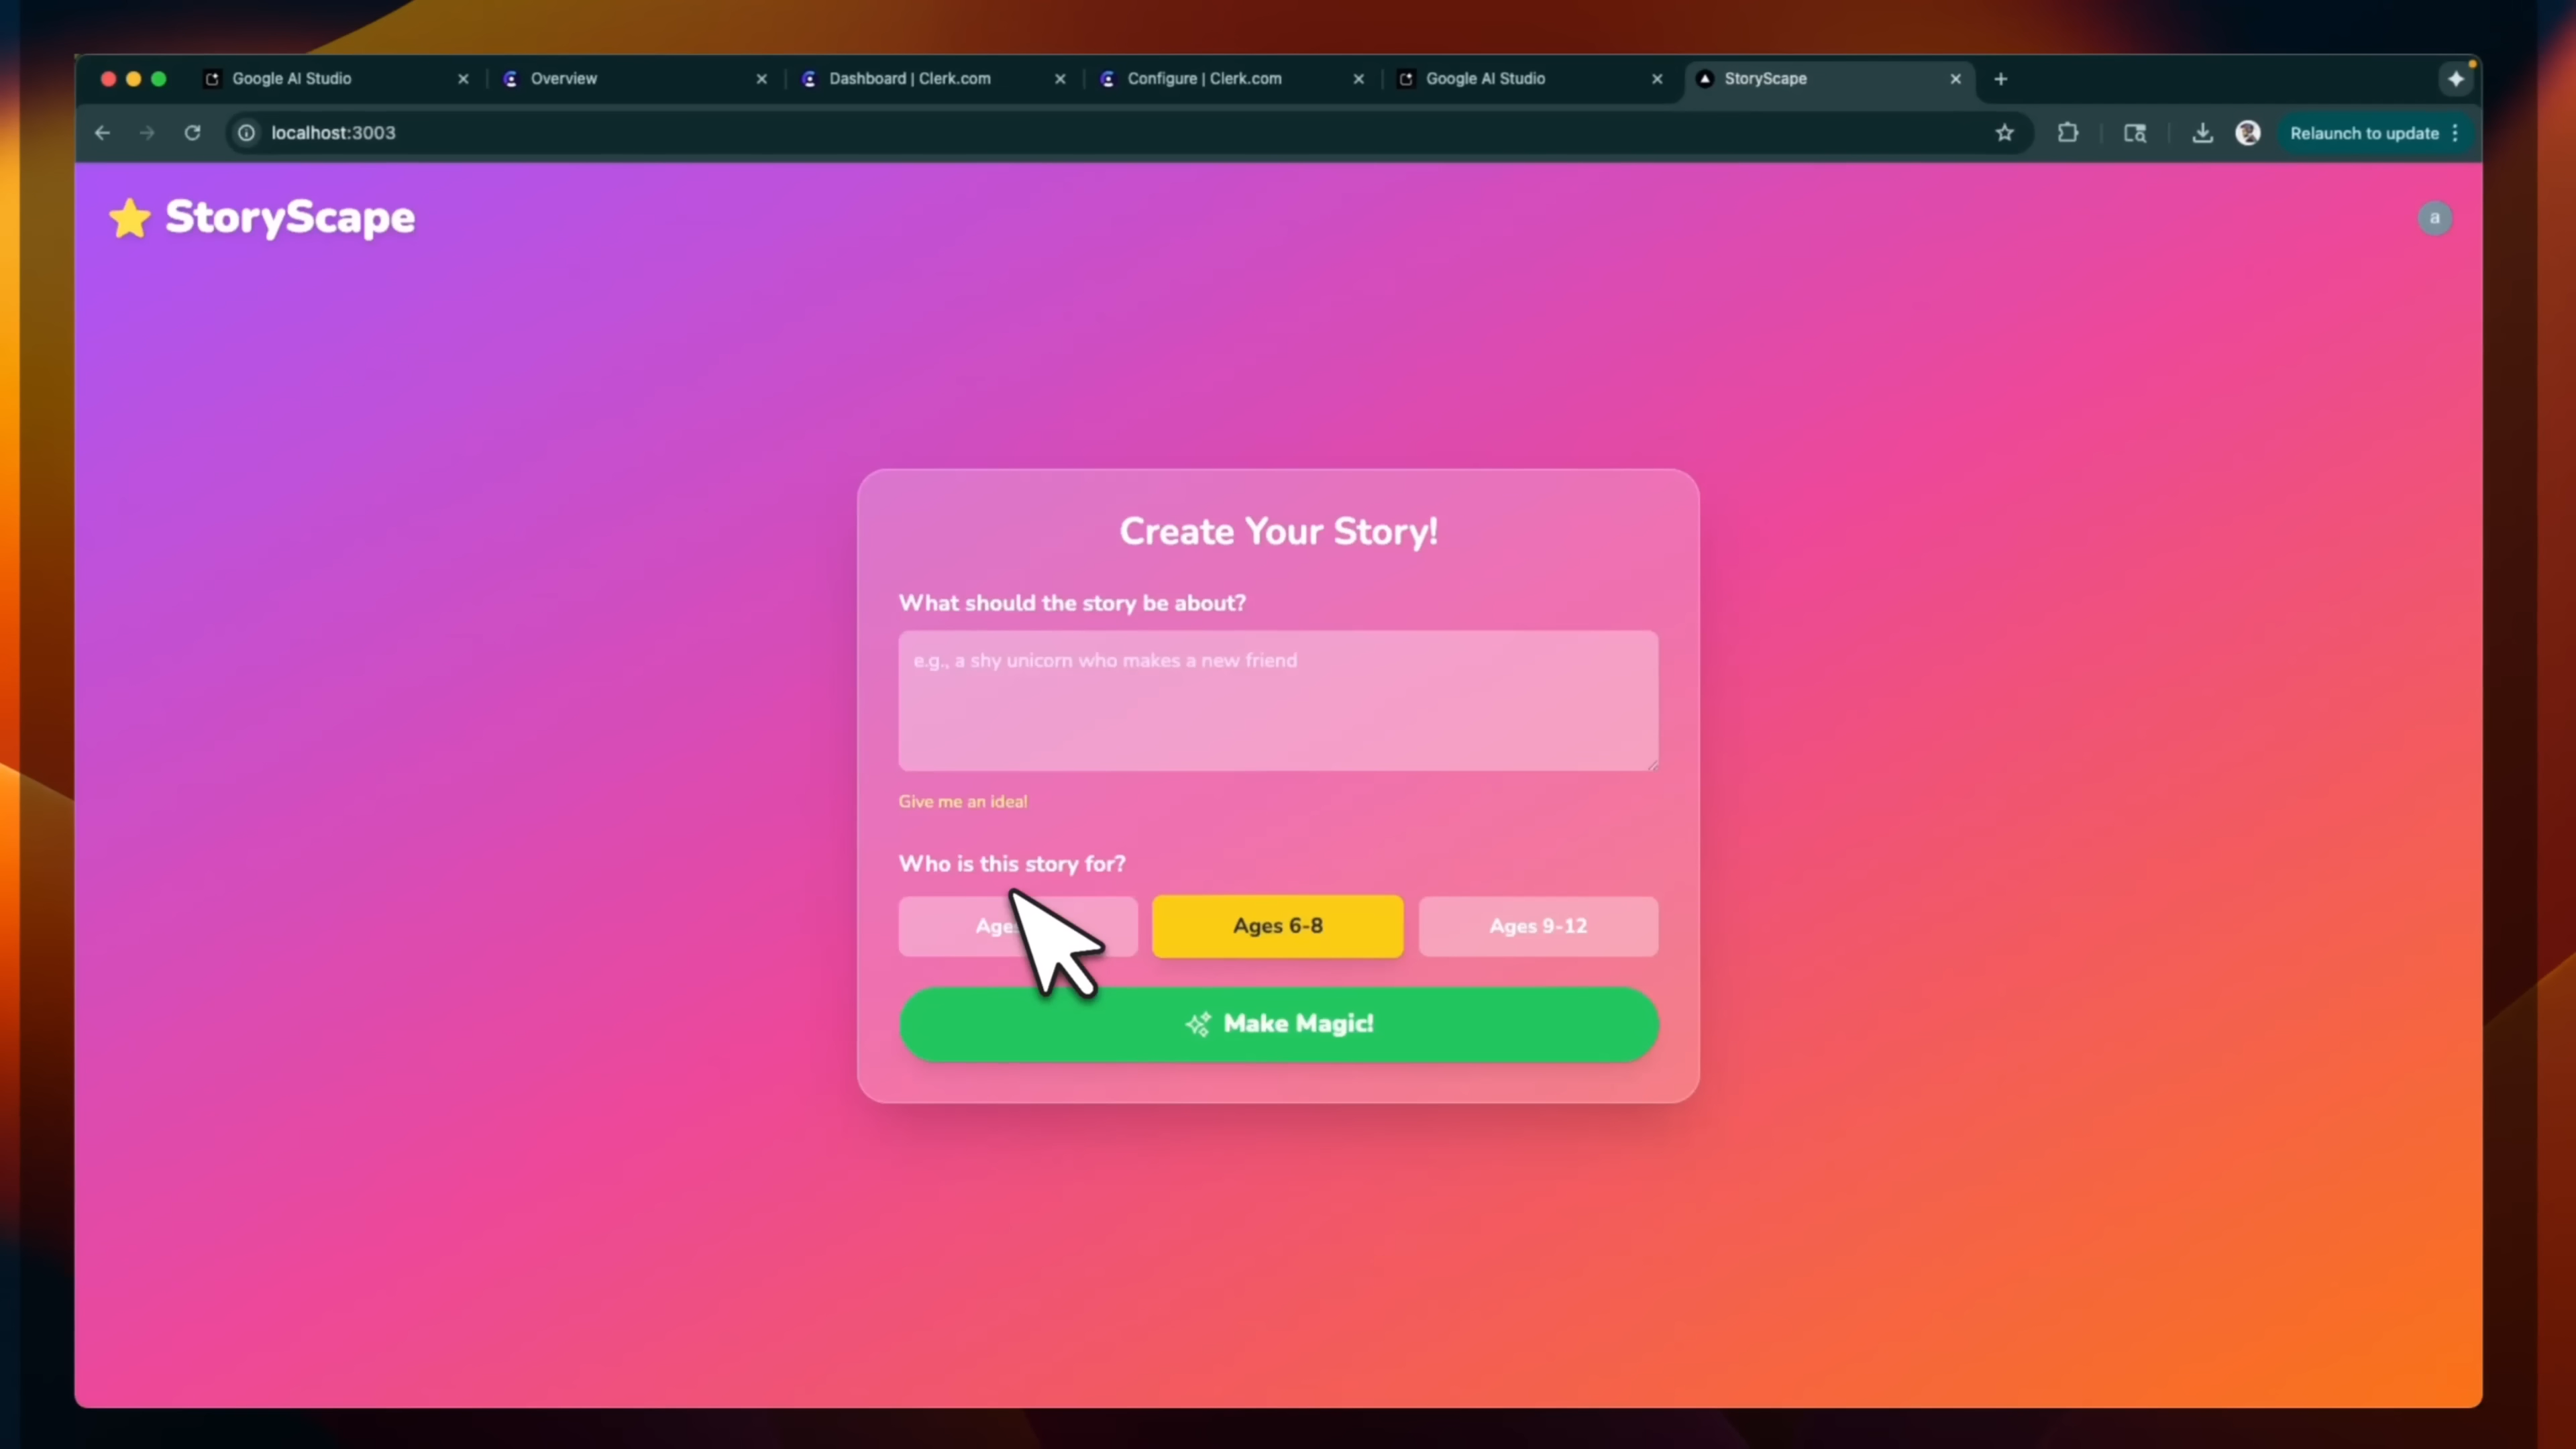 Google AI Studio
Overview
Dashboard | Clerk.com
Configure | Clerk.com
Google AI Studio
StoryScape
localhost:3003
Relaunch to update
StoryScape
a
Create Your Story!
What should the story be about?
e.g., a shy unicorn who makes a new friend
Give me an idea!
Who is this story for?
Ages 6-8
Ages 9-12
Make Magic!